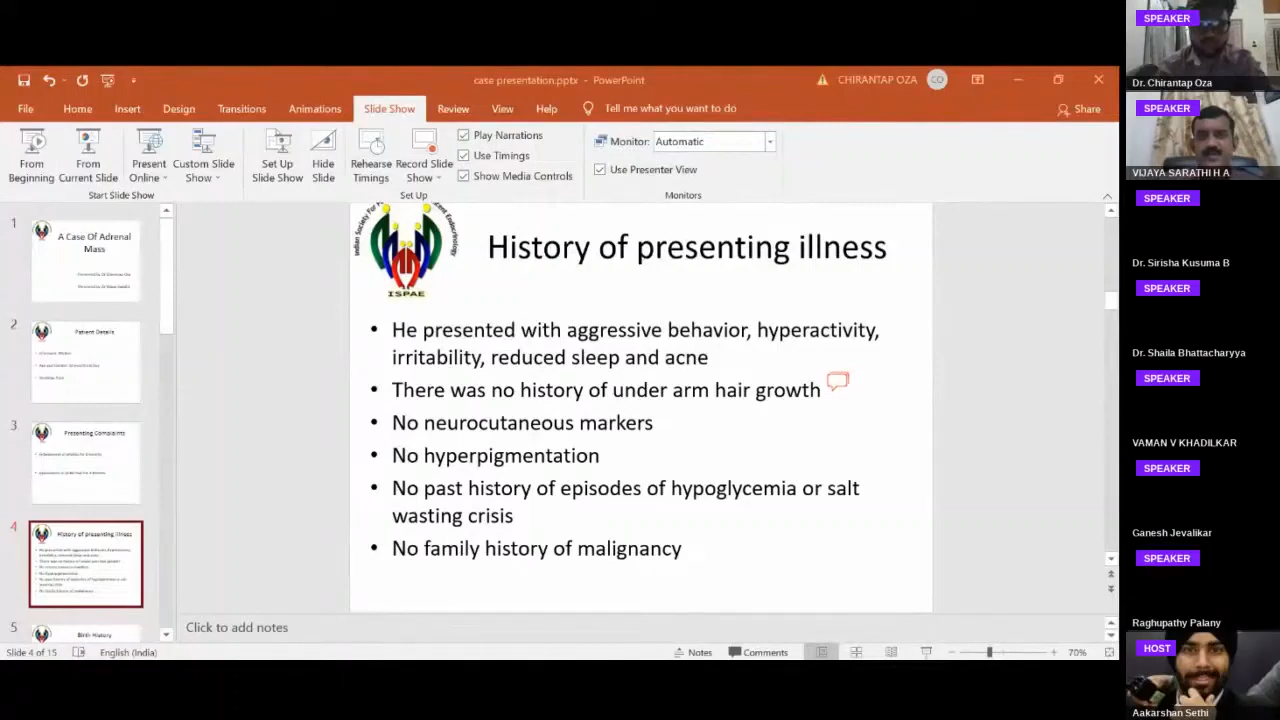 case presentation.pptx - PowerPoint
CHIRANTAP OZA
CO
File
Home
Insert
Design
Transitions
Animations
Slide Show
Review
View
Help
Tell me what you want to do
Share
From Beginning
From Current Slide
Present Online
Custom Slide Show
Set Up Slide Show
Hide Slide
Rehearse Timings
Record Slide Show
Play Narrations
Use Timings
Show Media Controls
Monitor:
Automatic
Use Presenter View
Start Slide Show
Set Up
Monitors
1
A Case Of Adrenal
Mass
2
Patient Details
3
Presenting Complaints
4
History of presenting illness
5
Birth History
ISPAE
History of presenting illness
• He presented with aggressive behavior, hyperactivity,
irritability, reduced sleep and acne
• There was no history of under arm hair growth
• No neurocutaneous markers
• No hyperpigmentation
• No past history of episodes of hypoglycemia or salt
wasting crisis
• No family history of malignancy
Click to add notes
Slide 4 of 15
English (India)
Notes
Comments
70%
SPEAKER
Dr. Chirantap Oza
SPEAKER
VIJAYA SARATHI H A
SPEAKER
Dr. Sirisha Kusuma B
SPEAKER
Dr. Shaila Bhattacharyya
SPEAKER
VAMAN V KHADILKAR
SPEAKER
Ganesh Jevalikar
SPEAKER
Raghupathy Palany
HOST
Aakarshan Sethi